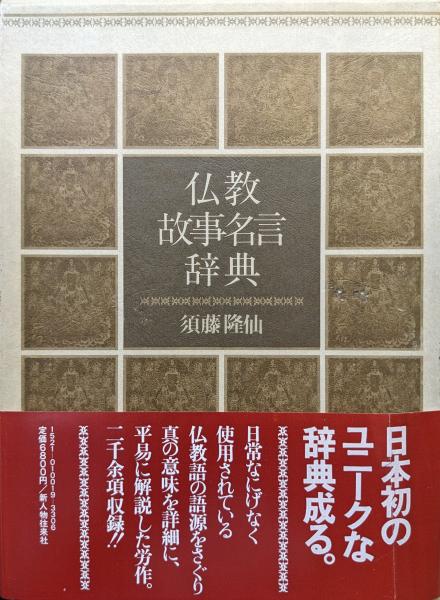 仏教
故事名言
辞典
須藤隆仙
日本初の
ユニークな
辞典成る。
日常なにげなく
使用されている
仏教語の語源をさぐり
真の意味を詳細に、
平易に解説した労作。
二千余項収録!!
1521-01009-3306
定価6800円/新人物往来社